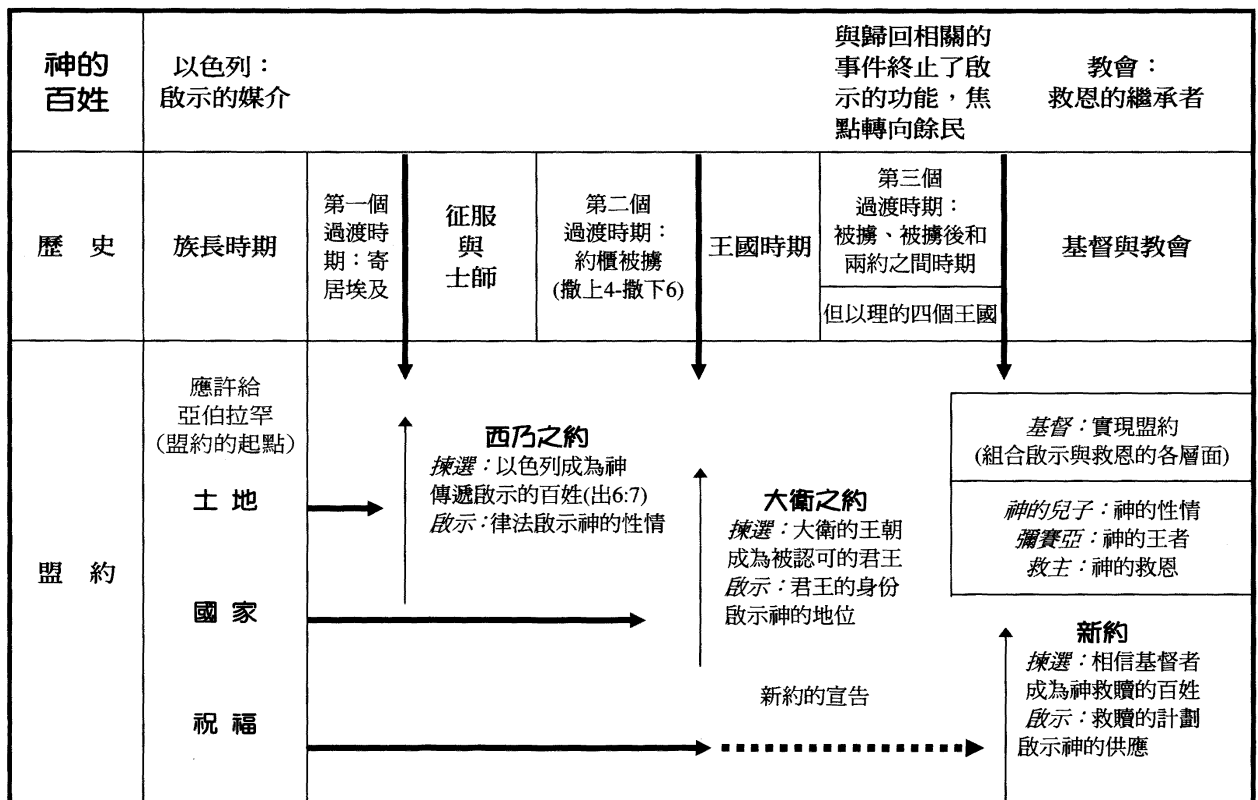 神的
百姓
以色列：
啟示的媒介
與歸回相關的
事件終止了啟
示的功能，焦
點轉向餘民
教會：
救恩的繼承者
歷 史
族長時期
第一個
過渡時
期：寄
居埃及
征服
與
士師
第二個
過渡時期：
約櫃被擄
(撒上4-撒下6)
王國時期
第三個
過渡時期：
被擄、被擄後和
兩約之間時期
但以理的四個王國
基督與教會
盟 約
應許給
亞伯拉罕
(盟約的起點)
土 地
國 家
祝 福
西乃之約
揀選：以色列成為神
傳遞啟示的百姓(出6:7)
啟示：律法啟示神的性情
大衛之約
揀選：大衛的王朝
成為被認可的君王
啟示：君王的身份
啟示神的地位
新約的宣告
基督：實現盟約
(組合啟示與救恩的各層面)
神的兒子：神的性情
彌賽亞：神的王者
救主：神的救恩
新約
揀選：相信基督者
成為神救贖的百姓
啟示：救贖的計劃
啟示神的供應